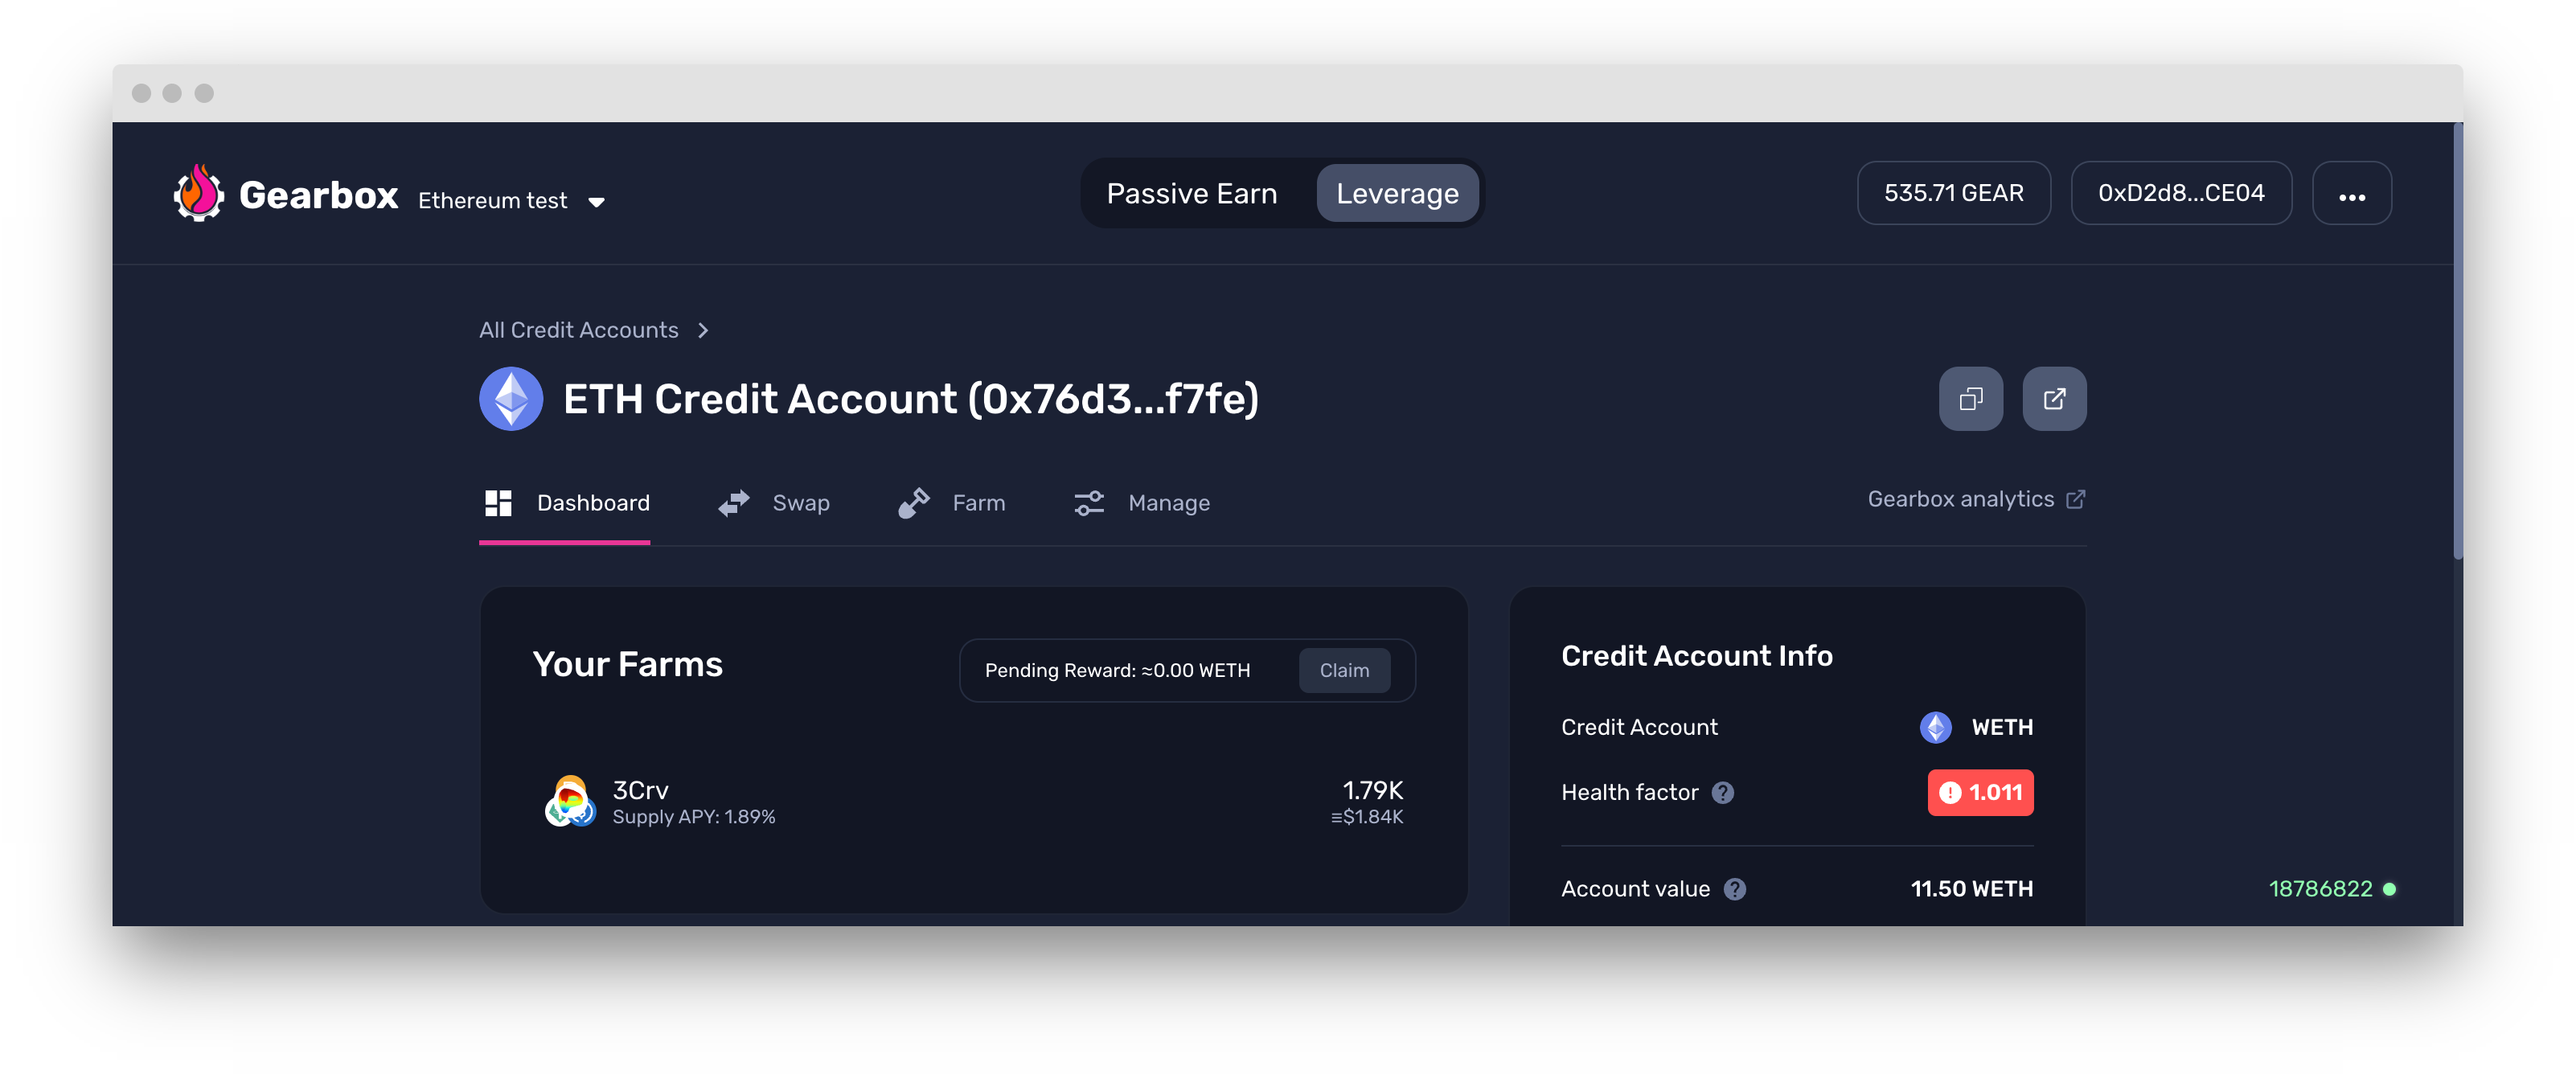 Gearbox Ethereum test
Passive Earn Leverage
535.71 GEAR 0xD2d8...CE04 ...
All Credit Accounts >
ETH Credit Account (0x76d3...f7fe)
Dashboard Swap Farm Manage
Gearbox analytics
Your Farms
Pending Reward: ≈0.00 WETH Claim
3Crv 1.79K
Supply APY: 1.89% ≡$1.84K
Credit Account Info
Credit Account WETH
Health factor ? ! 1.011
Account value ? 11.50 WETH
18786822